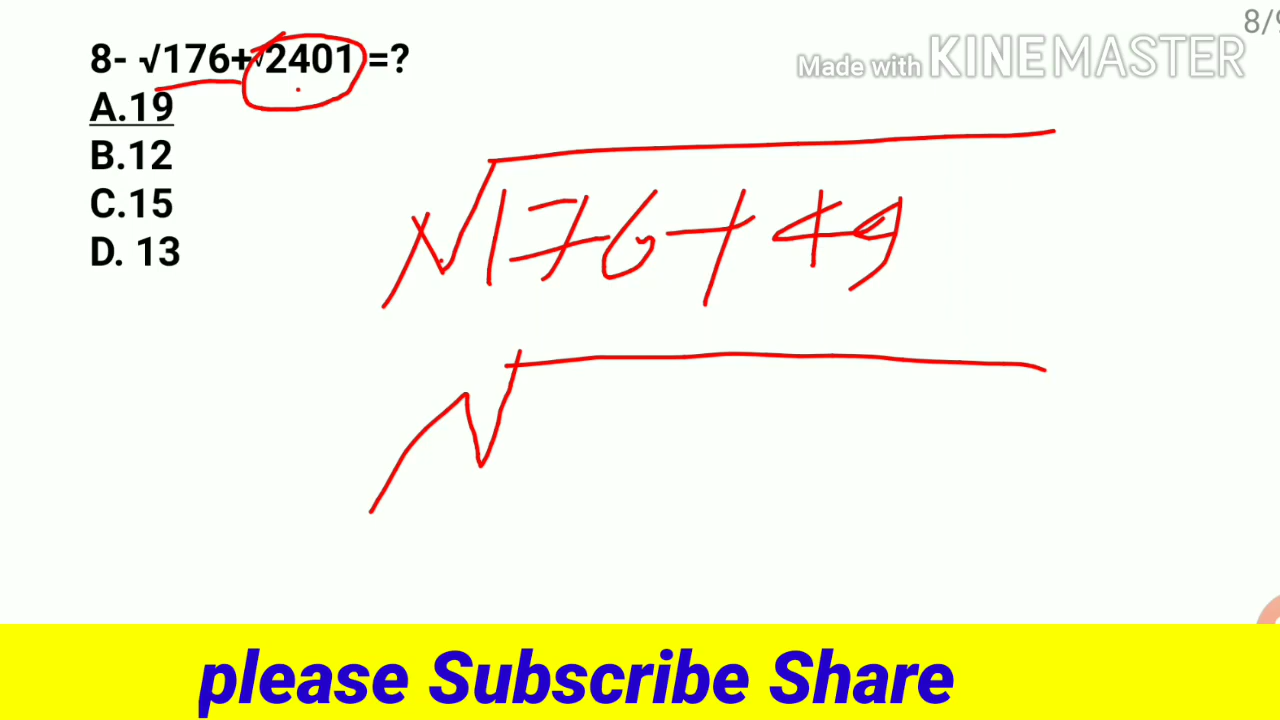 8/9
8- √176+√2401 =?
Made with KINEMASTER
A.19
B.12
C.15
D. 13
√176+49
√
please Subscribe Share